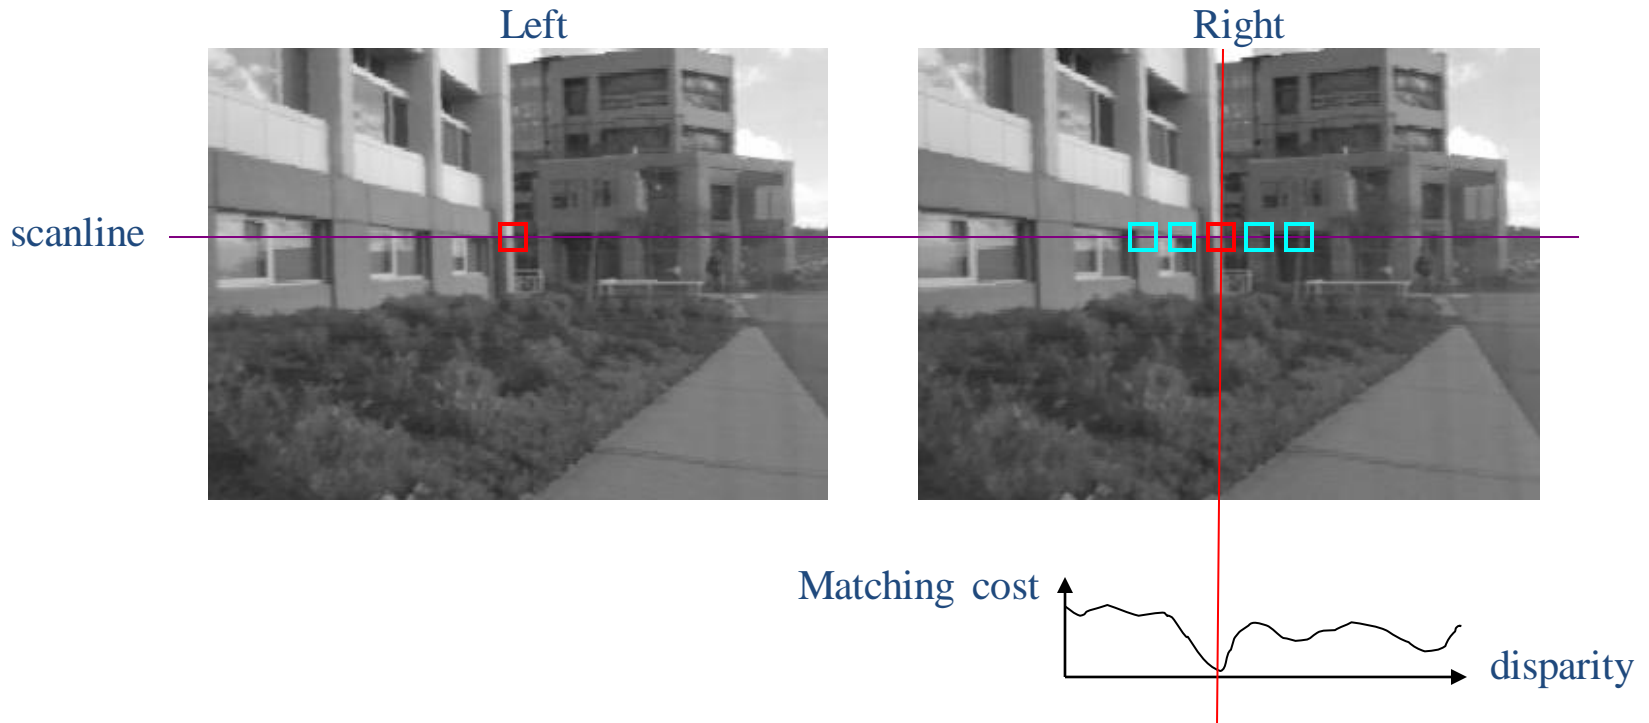 Left
Right
scanline
Matching cost
disparity